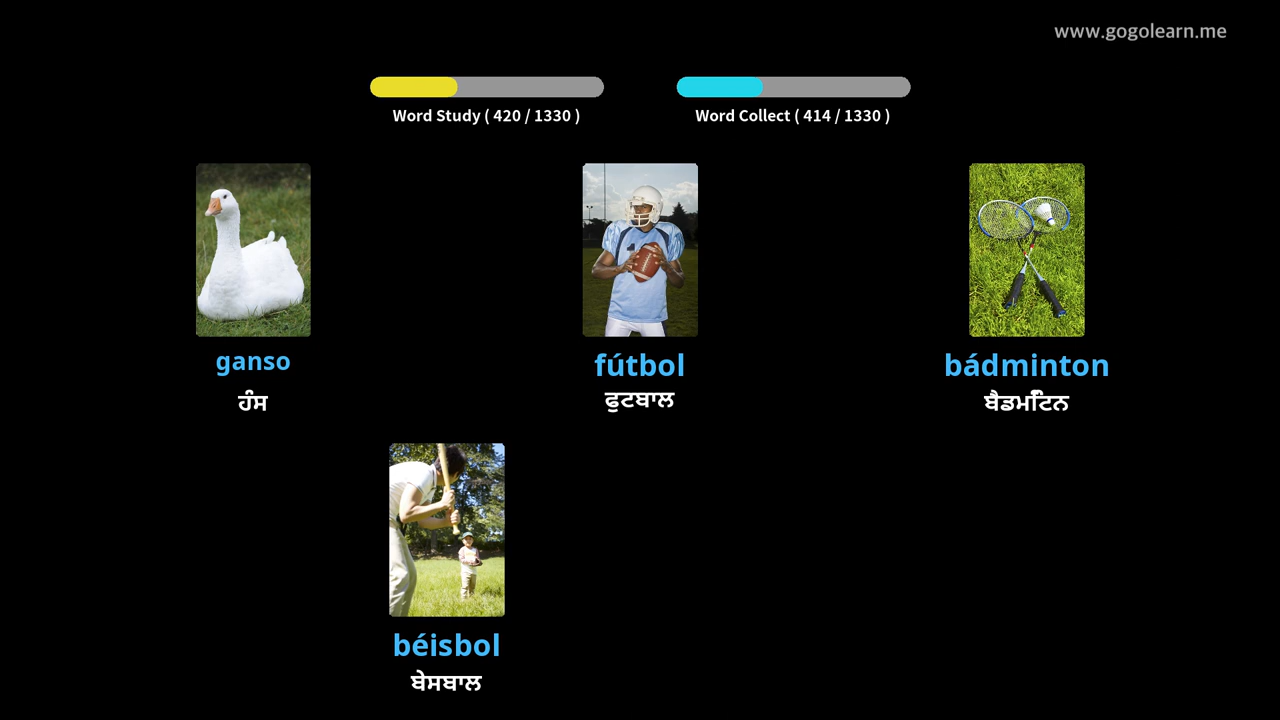 www.gogolearn.me
Word Study ( 420 / 1330 )
Word Collect ( 414 / 1330 )
ganso
ਹੰਸ
fútbol
ਫੁਟਬਾਲ
bádminton
ਬੈਡਮਿੰਟਨ
béisbol
ਬੇਸਬਾਲ